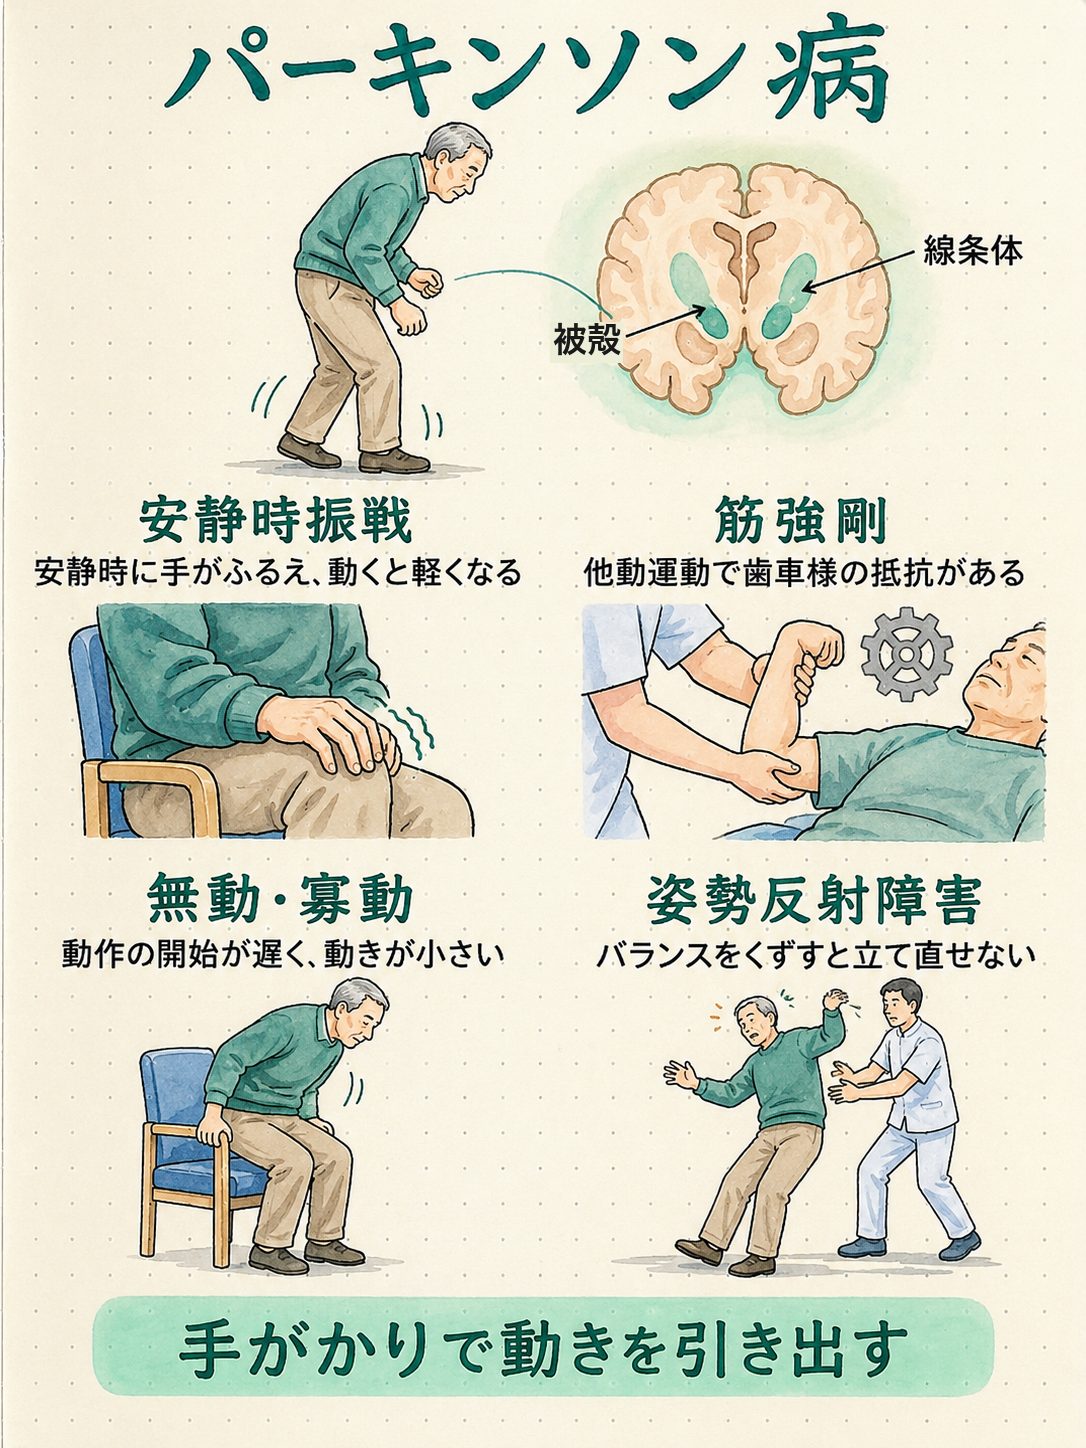 パーキンソン病
線条体
被殻
安静時振戦
安静時に手がふるえ、動くと軽くなる
筋強剛
他動運動で歯車様の抵抗がある
無動・寡動
動作の開始が遅く、動きが小さい
姿勢反射障害
バランスをくずすと立て直せない
手がかりで動きを引き出す